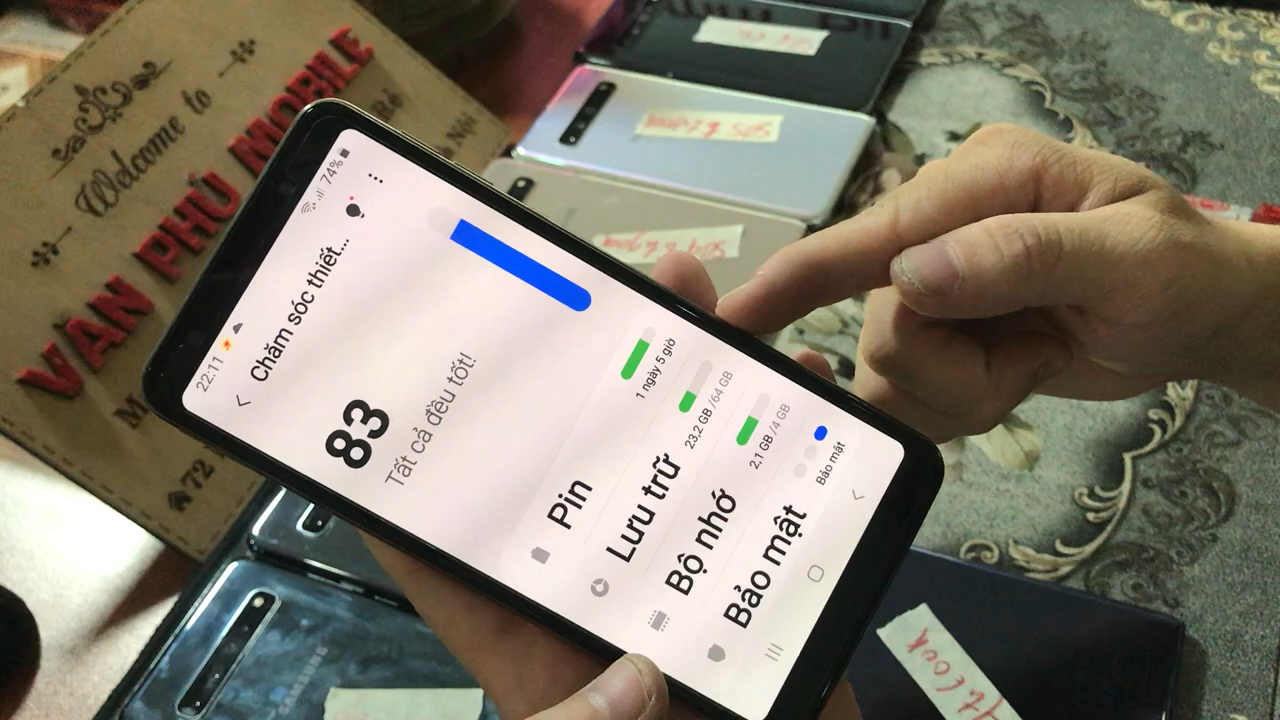 Welcome to
VĂN PHÚ MOBILE
72
22:11
74%
Chăm sóc thiết...
83
Tất cả đều tốt!
Pin
1 ngày 5 giờ
Lưu trữ
23,2 GB /64 GB
Bộ nhớ
2,1 GB /4 GB
Bảo mật
Bảo mật
SAMSUNG